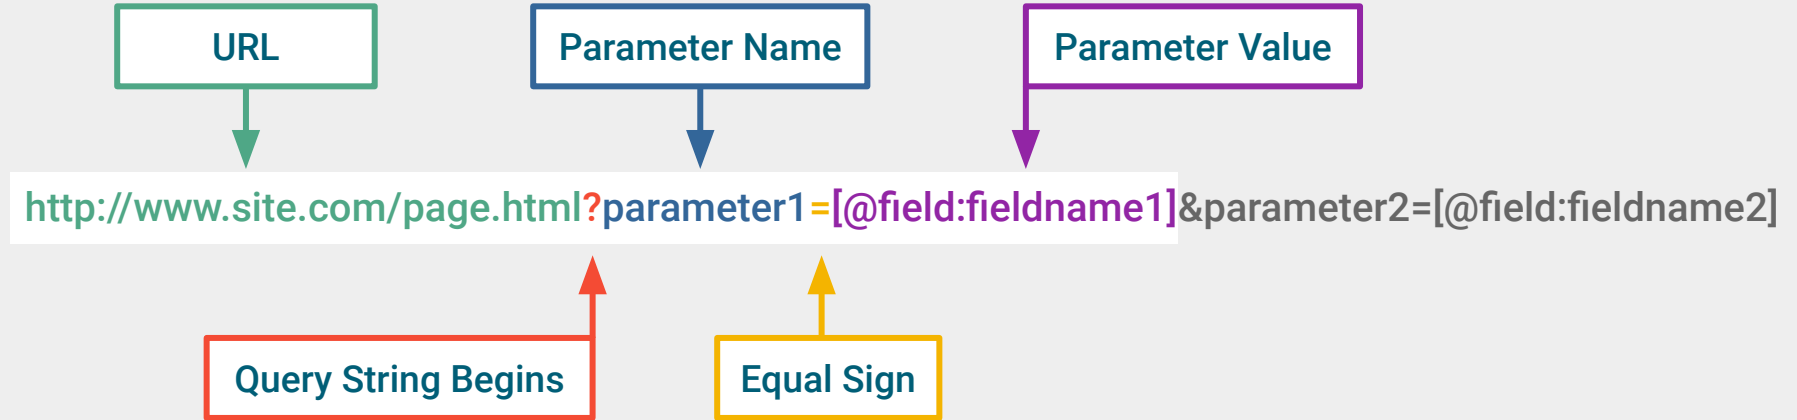 URL
Parameter Name
Parameter Value
http://www.site.com/page.html?parameter1=[@field:fieldname1]&parameter2=[@field:fieldname2]
Query String Begins
Equal Sign